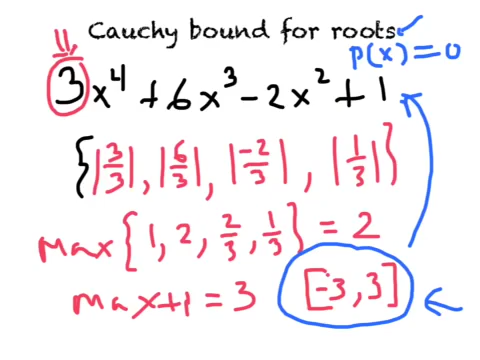 Cauchy bound for roots
p(x) = 0
3x⁴ + 6x³ - 2x² + 1
{|3/3|, |6/3|, |-2/3|, |1/3|}
max {1, 2, 2/3, 1/3} = 2
max+1 = 3 [-3, 3]